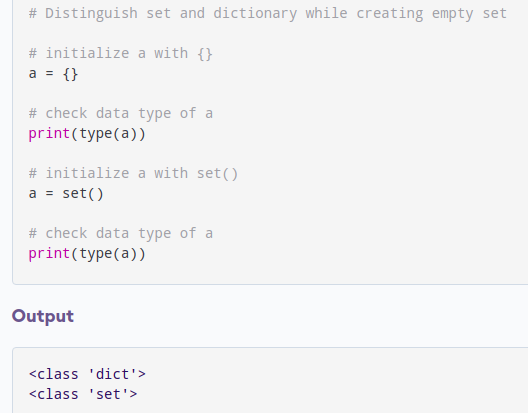 # Distinguish set and dictionary while creating empty set
# initialize a with {}
a = {}
# check data type of a
print(type(a))
# initialize a with set()
a = set()
# check data type of a
print(type(a))
Output
<class 'dict'>
<class 'set'>